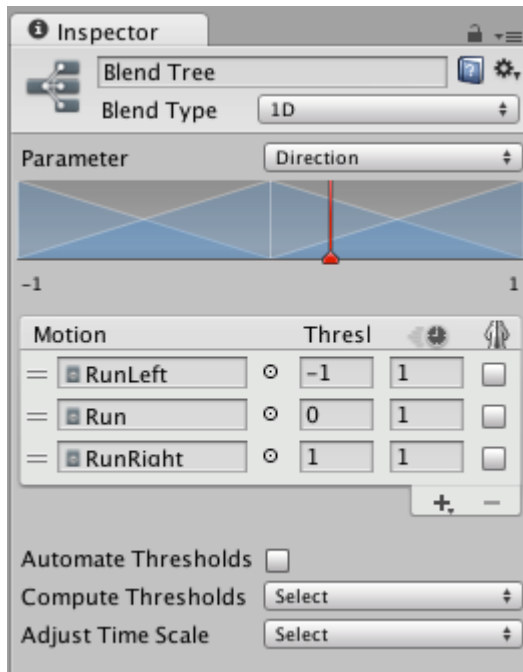 Inspector
Blend Tree
Blend Type 1D
Parameter Direction
-1 1
Motion Thresl
RunLeft -1 1
Run 0 1
RunRight 1 1
Automate Thresholds
Compute Thresholds Select
Adjust Time Scale Select